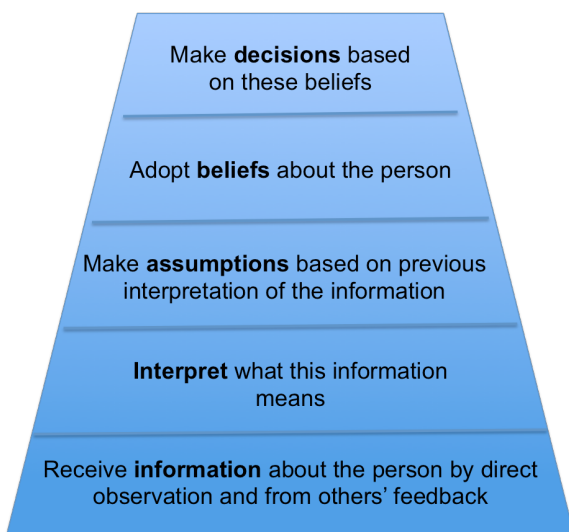 Make decisions based
on these beliefs
Adopt beliefs about the person
Make assumptions based on previous
interpretation of the information
Interpret what this information
means
Receive information about the person by direct
observation and from others’ feedback